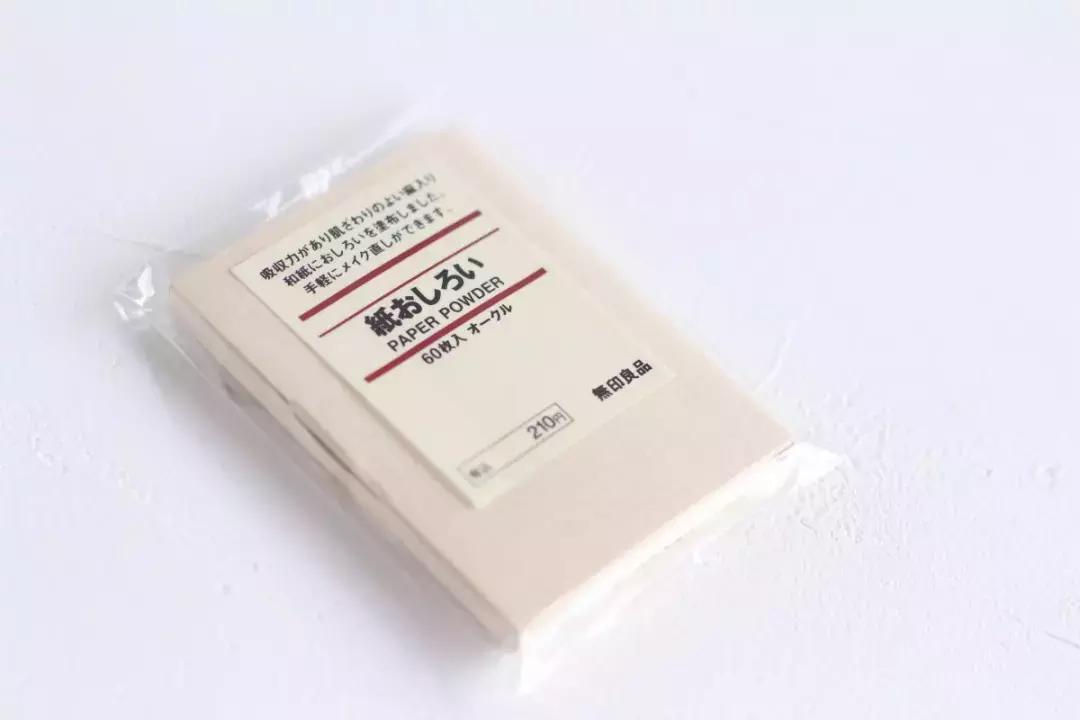 吸収力があり肌ざわりのよい麻入り
和紙におしろいを塗布しました。
手軽にメイク直しができます。
紙おしろい
PAPER POWDER
60枚入 オークル
無印良品
税込 210円